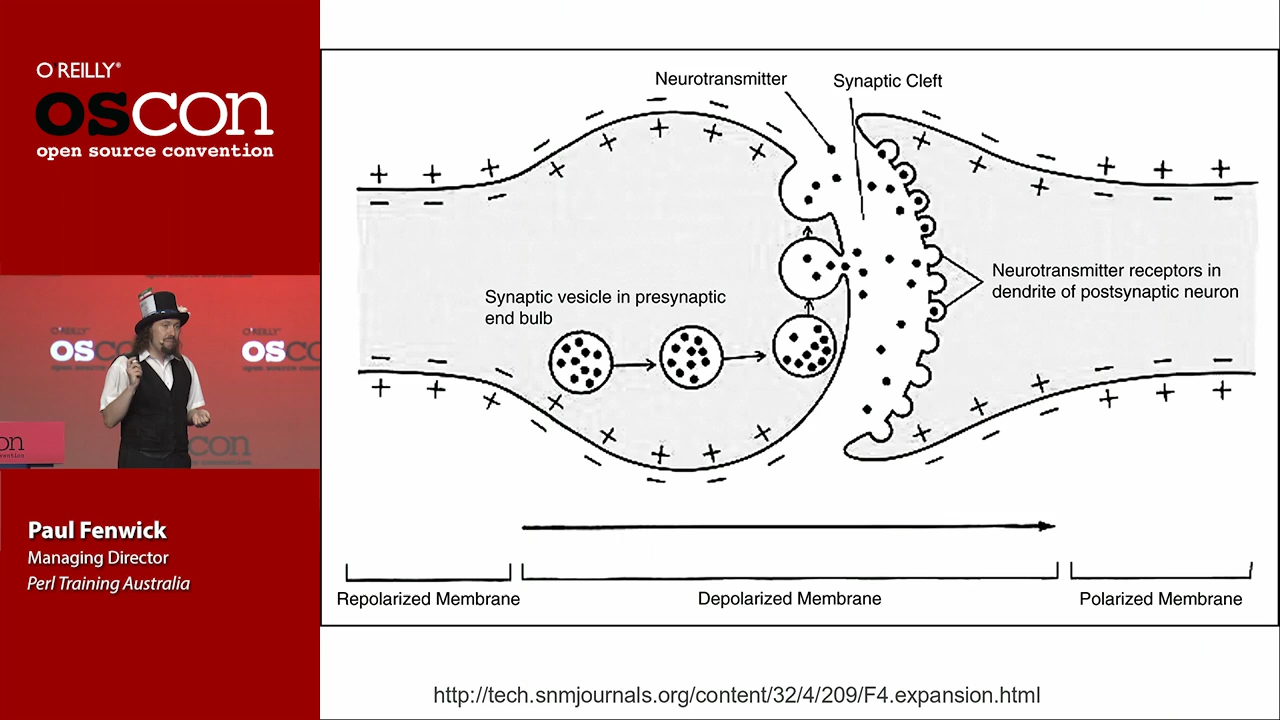 O REILLY®
oscon
open source convention
Paul Fenwick
Managing Director
Perl Training Australia
Neurotransmitter
Synaptic Cleft
Synaptic vesicle in presynaptic
end bulb
Neurotransmitter receptors in
dendrite of postsynaptic neuron
Repolarized Membrane
Depolarized Membrane
Polarized Membrane
http://tech.snmjournals.org/content/32/4/209/F4.expansion.html